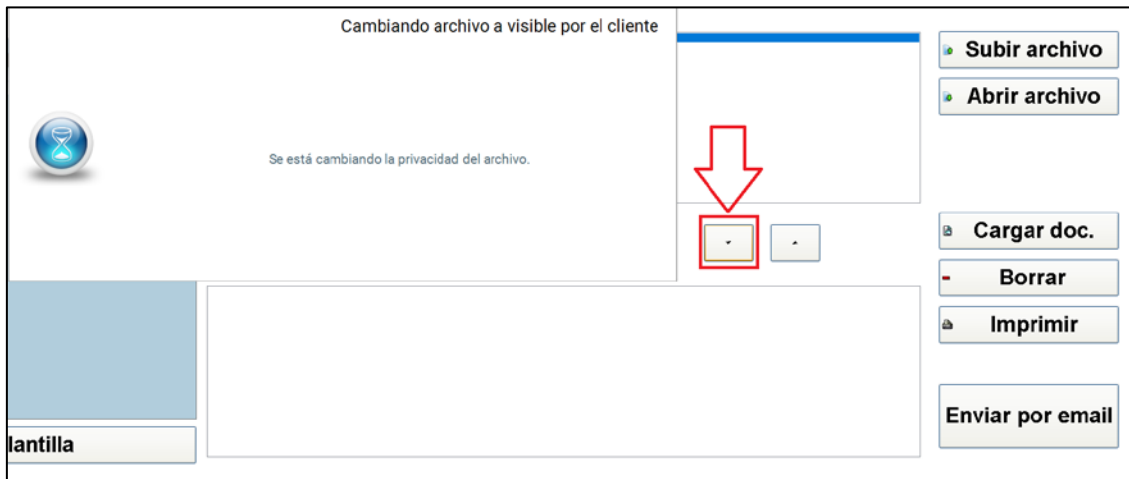 Cambiando archivo a visible por el cliente
Subir archivo
Abrir archivo
Se está cambiando la privacidad del archivo.
Cargar doc.
Borrar
Imprimir
Enviar por email
lantilla